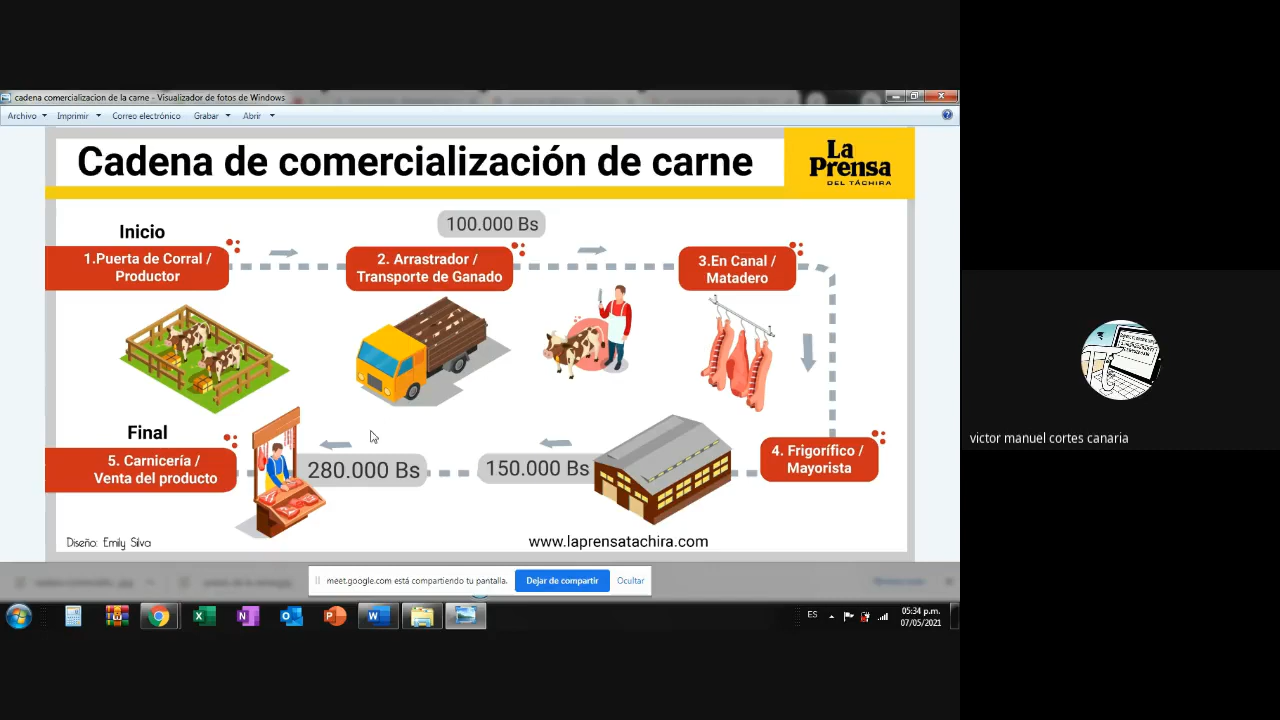 cadena comercializacion de la carne - Visualizador de fotos de Windows
Archivo Imprimir Correo electrónico Grabar Abrir
Cadena de comercialización de carne
La
Prensa
DEL TÁCHIRA
Inicio
100.000 Bs
1.Puerta de Corral /
Productor
2. Arrastrador /
Transporte de Ganado
3.En Canal /
Matadero
Final
5. Carnicería /
Venta del producto
280.000 Bs
150.000 Bs
4. Frigorífico /
Mayorista
Diseño: Emily Silva
www.laprensatachira.com
meet.google.com está compartiendo tu pantalla.
Dejar de compartir
Ocultar
ES
05:34 p.m.
07/05/2021
victor manuel cortes canaria